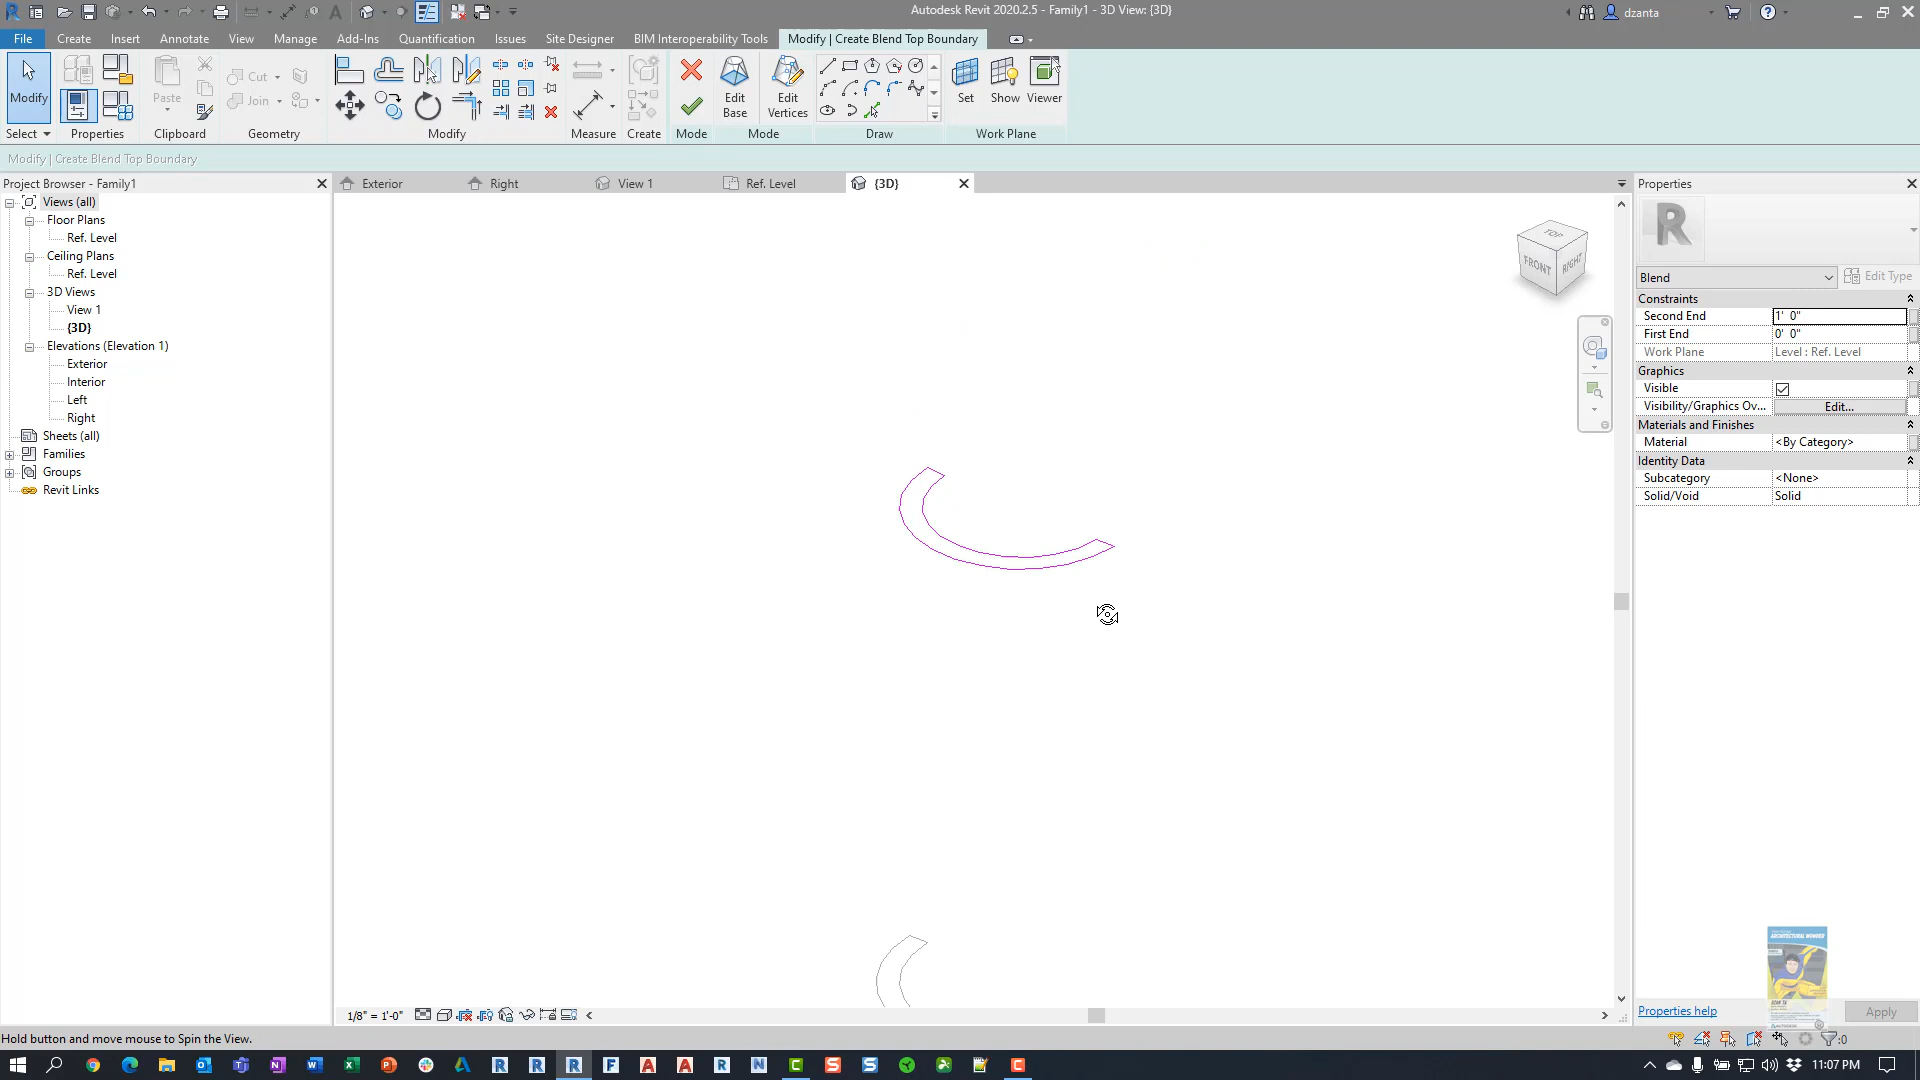 Autodesk Revit 2020.2.5 - Family1 - 3D View: {3D}
dzanta
File
Create
Insert
Annotate
View
Manage
Add-Ins
Quantification
Issues
Site Designer
BIM Interoperability Tools
Modify | Create Blend Top Boundary
Modify
Paste
Cut
Join
Edit
Base
Edit
Vertices
Set
Show
Viewer
Select
Properties
Clipboard
Geometry
Modify
Measure
Create
Mode
Mode
Draw
Work Plane
Modify | Create Blend Top Boundary
Project Browser - Family1
Views (all)
Floor Plans
Ref. Level
Ceiling Plans
Ref. Level
3D Views
View 1
{3D}
Elevations (Elevation 1)
Exterior
Interior
Left
Right
Sheets (all)
Families
Groups
Revit Links
Exterior
Right
View 1
Ref. Level
{3D}
TOP
FRONT
RIGHT
Properties
Blend
Edit Type
Constraints
Second End
1'  0"
First End
0'  0"
Work Plane
Level : Ref. Level
Graphics
Visible
Visibility/Graphics Ov...
Edit...
Materials and Finishes
Material
<By Category>
Identity Data
Subcategory
<None>
Solid/Void
Solid
ARCHITECTURAL WONDER
AUTODESK
Properties help
Apply
1/8" = 1'-0"
Hold button and move mouse to Spin the View.
:0
11:07 PM